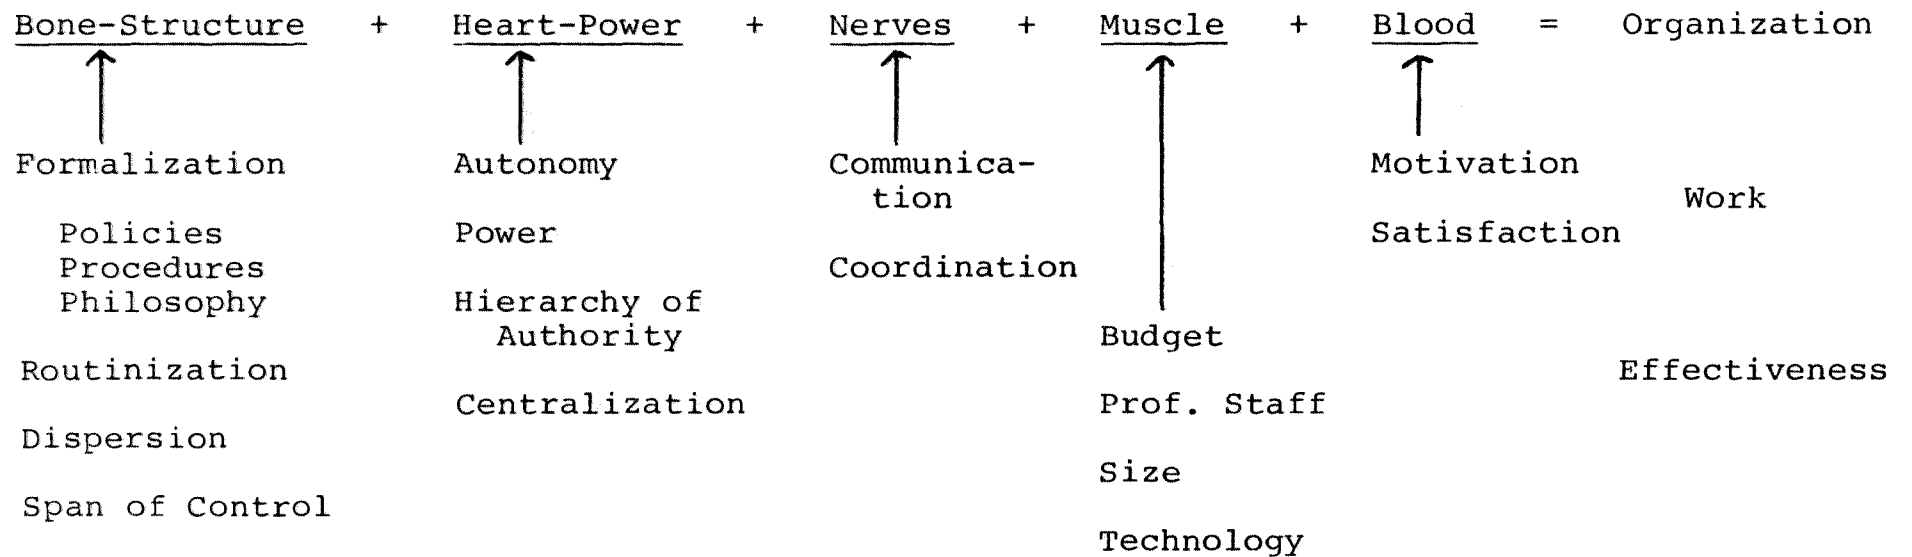 Bone-Structure + Heart-Power + Nerves + Muscle + Blood = Organization
Formalization
Policies
Procedures
Philosophy
Routinization
Dispersion
Span of Control
Autonomy
Power
Hierarchy of
Authority
Centralization
Communica-
tion
Coordination
Budget
Prof. Staff
Size
Technology
Motivation
Satisfaction
Work
Effectiveness